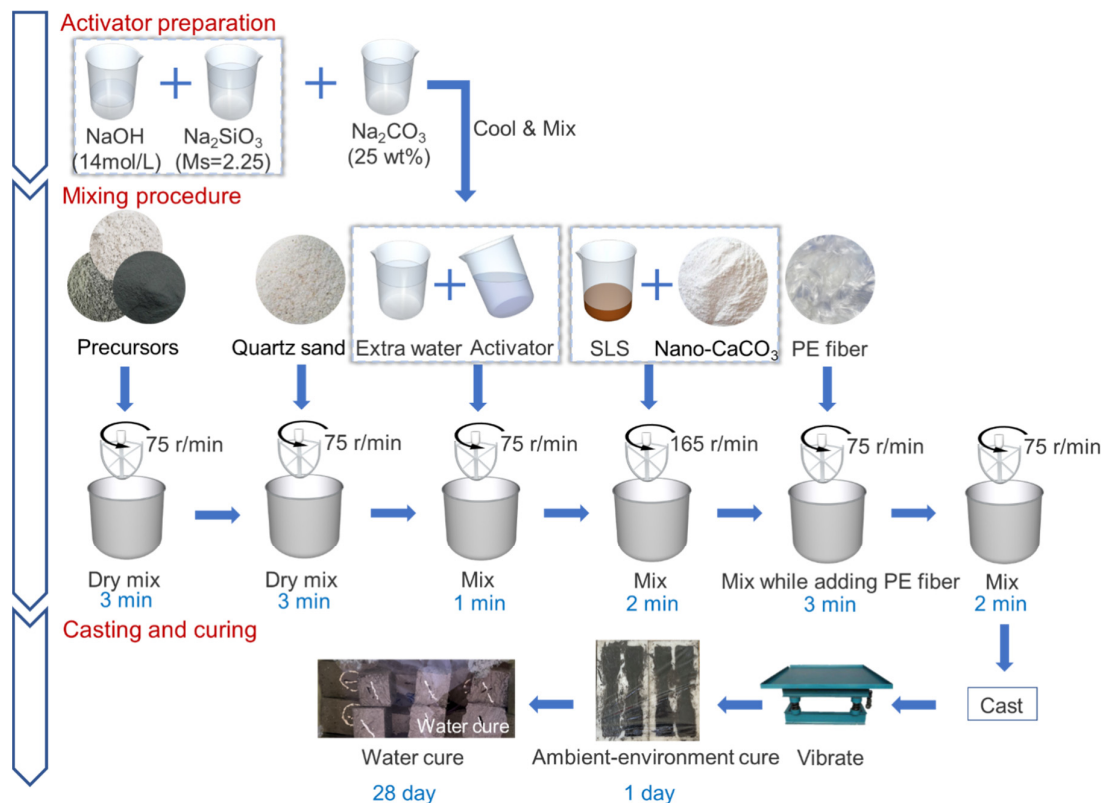 Activator preparation
NaOH
(14mol/L)
Na₂SiO₃
(Ms=2.25)
Na₂CO₃
(25 wt%)
Cool & Mix
Mixing procedure
Precursors
Quartz sand
Extra water
Activator
SLS
Nano-CaCO₃
PE fiber
75 r/min
75 r/min
75 r/min
165 r/min
75 r/min
75 r/min
Dry mix
3 min
Dry mix
3 min
Mix
1 min
Mix
2 min
Mix while adding PE fiber
3 min
Mix
2 min
Casting and curing
Cast
Vibrate
Ambient-environment cure
1 day
Water cure
Water cure
28 day